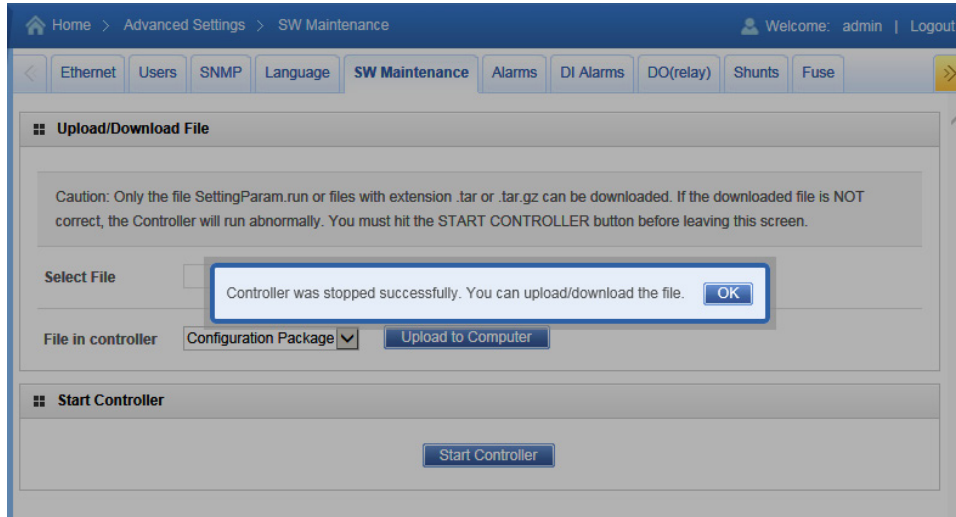 Home > Advanced Settings > SW Maintenance Welcome: admin | Logout
Ethernet Users SNMP Language SW Maintenance Alarms DI Alarms DO(relay) Shunts Fuse
Upload/Download File
Caution: Only the file SettingParam.run or files with extension .tar or .tar.gz can be downloaded. If the downloaded file is NOT
correct, the Controller will run abnormally. You must hit the START CONTROLLER button before leaving this screen.
Select File
Controller was stopped successfully. You can upload/download the file. OK
File in controller Configuration Package Upload to Computer
Start Controller
Start Controller